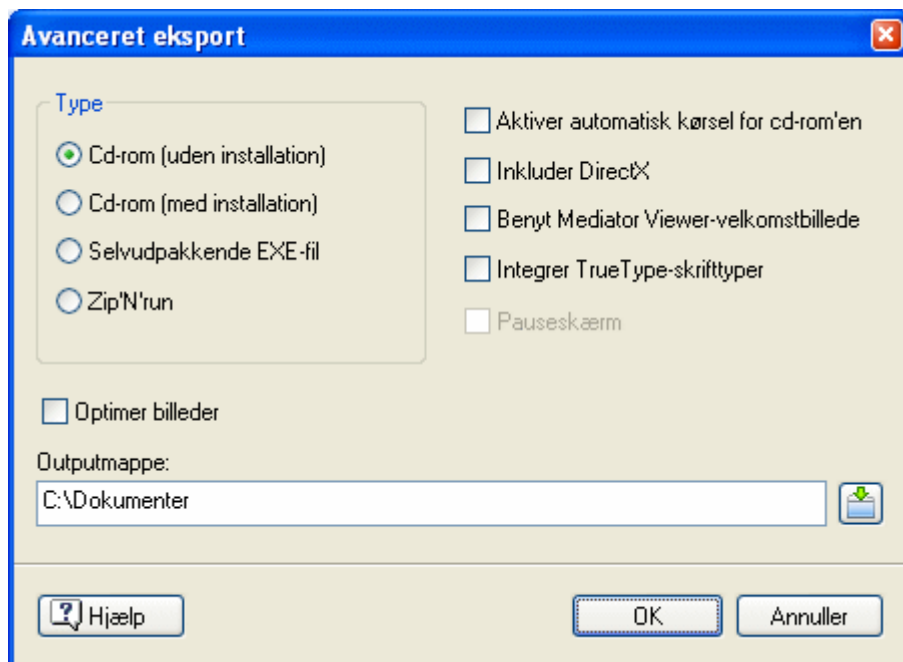 Avanceret eksport
Type
Cd-rom (uden installation)
Cd-rom (med installation)
Selvudpakkende EXE-fil
Zip'N'run
Aktiver automatisk kørsel for cd-rom'en
Inkluder DirectX
Benyt Mediator Viewer-velkomstbillede
Integrer TrueType-skrifttyper
Pauseskærm
Optimer billeder
Outputmappe:
C:\Dokumenter
Hjælp
OK
Annuller